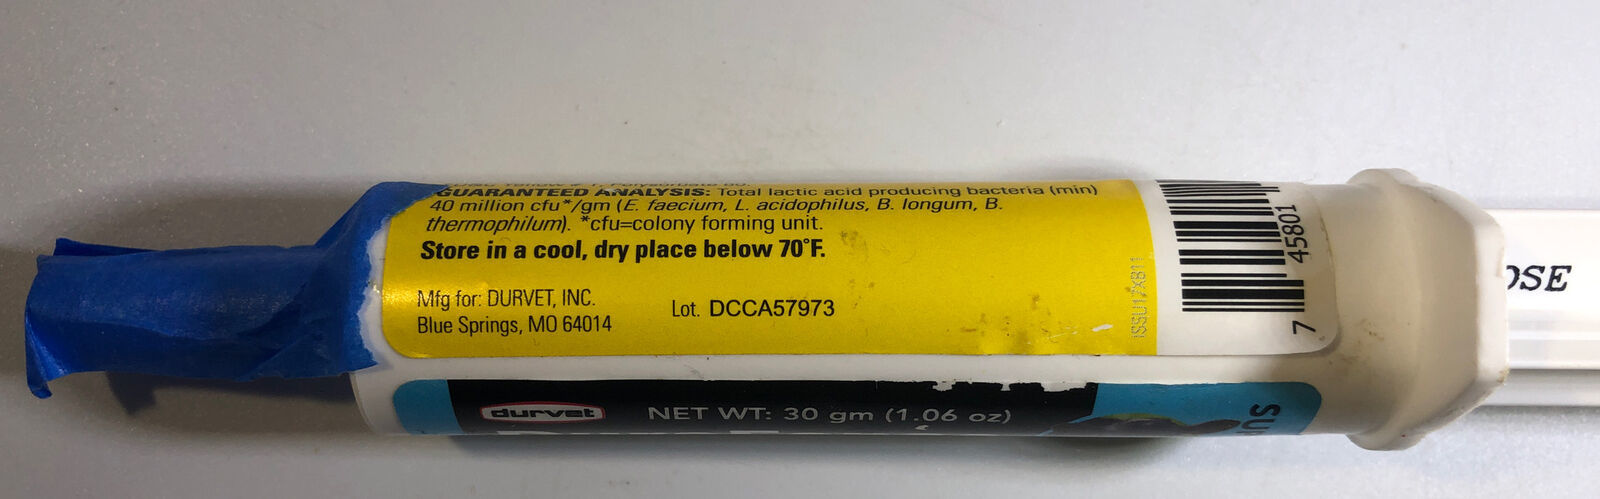 GUARANTEED ANALYSIS: Total lactic acid producing bacteria (min)
40 million cfu*/gm (E. faecium, L. acidophilus, B. longum, B.
thermophilum). *cfu=colony forming unit.
Store in a cool, dry place below 70°F.
Mfg for: DURVET, INC.
Blue Springs, MO 64014
Lot. DCCA57973
7 45801
OSE
durvet
NET WT: 30 gm (1.06 oz)